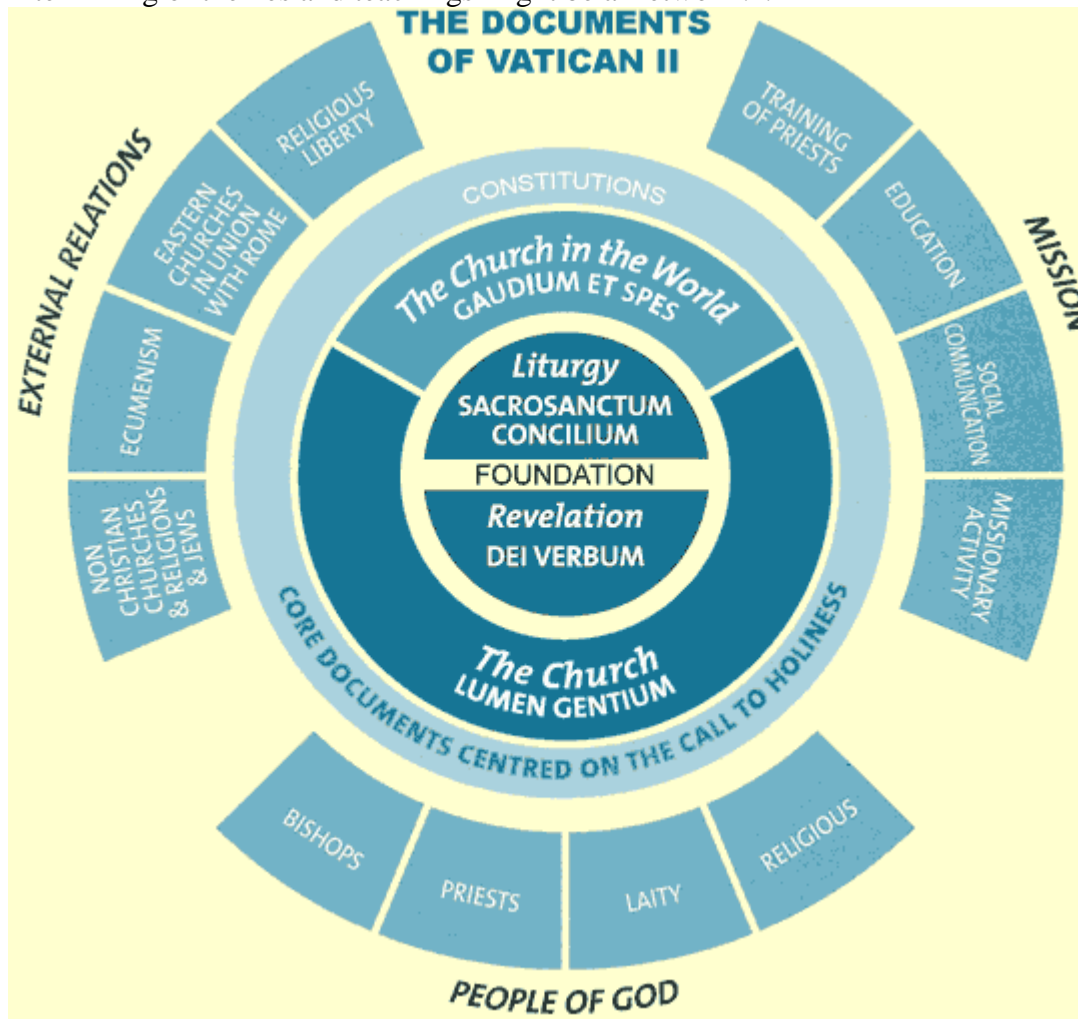 THE DOCUMENTS
OF VATICAN II
EXTERNAL RELATIONS
RELIGIOUS
LIBERTY
EASTERN
CHURCHES
IN UNION
WITH ROME
ECUMENISM
NON
CHRISTIAN
CHURCHES
& RELIGIONS
& JEWS
MISSION
TRAINING
OF PRIESTS
EDUCATION
SOCIAL
COMMUNICATION
MISSIONARY
ACTIVITY
CONSTITUTIONS
The Church in the World
GAUDIUM ET SPES
Liturgy
SACROSANCTUM
CONCILIUM
FOUNDATION
Revelation
DEI VERBUM
The Church
LUMEN GENTIUM
CORE DOCUMENTS CENTRED ON THE CALL TO HOLINESS
BISHOPS
PRIESTS
LAITY
RELIGIOUS
PEOPLE OF GOD